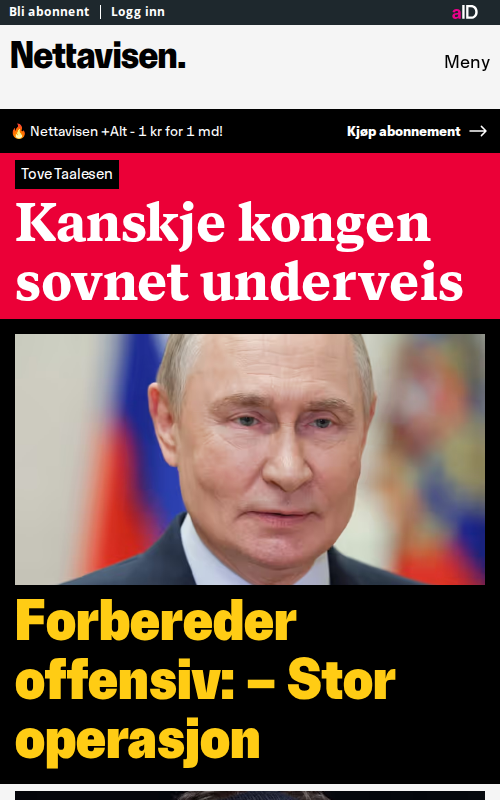 Bli abonnent | Logg inn
aID
Nettavisen.
Meny
🔥 Nettavisen +Alt - 1 kr for 1 md!
Kjøp abonnement →
Tove Taalesen
Kanskje kongen
sovnet underveis
Forbereder
offensiv: – Stor
operasjon